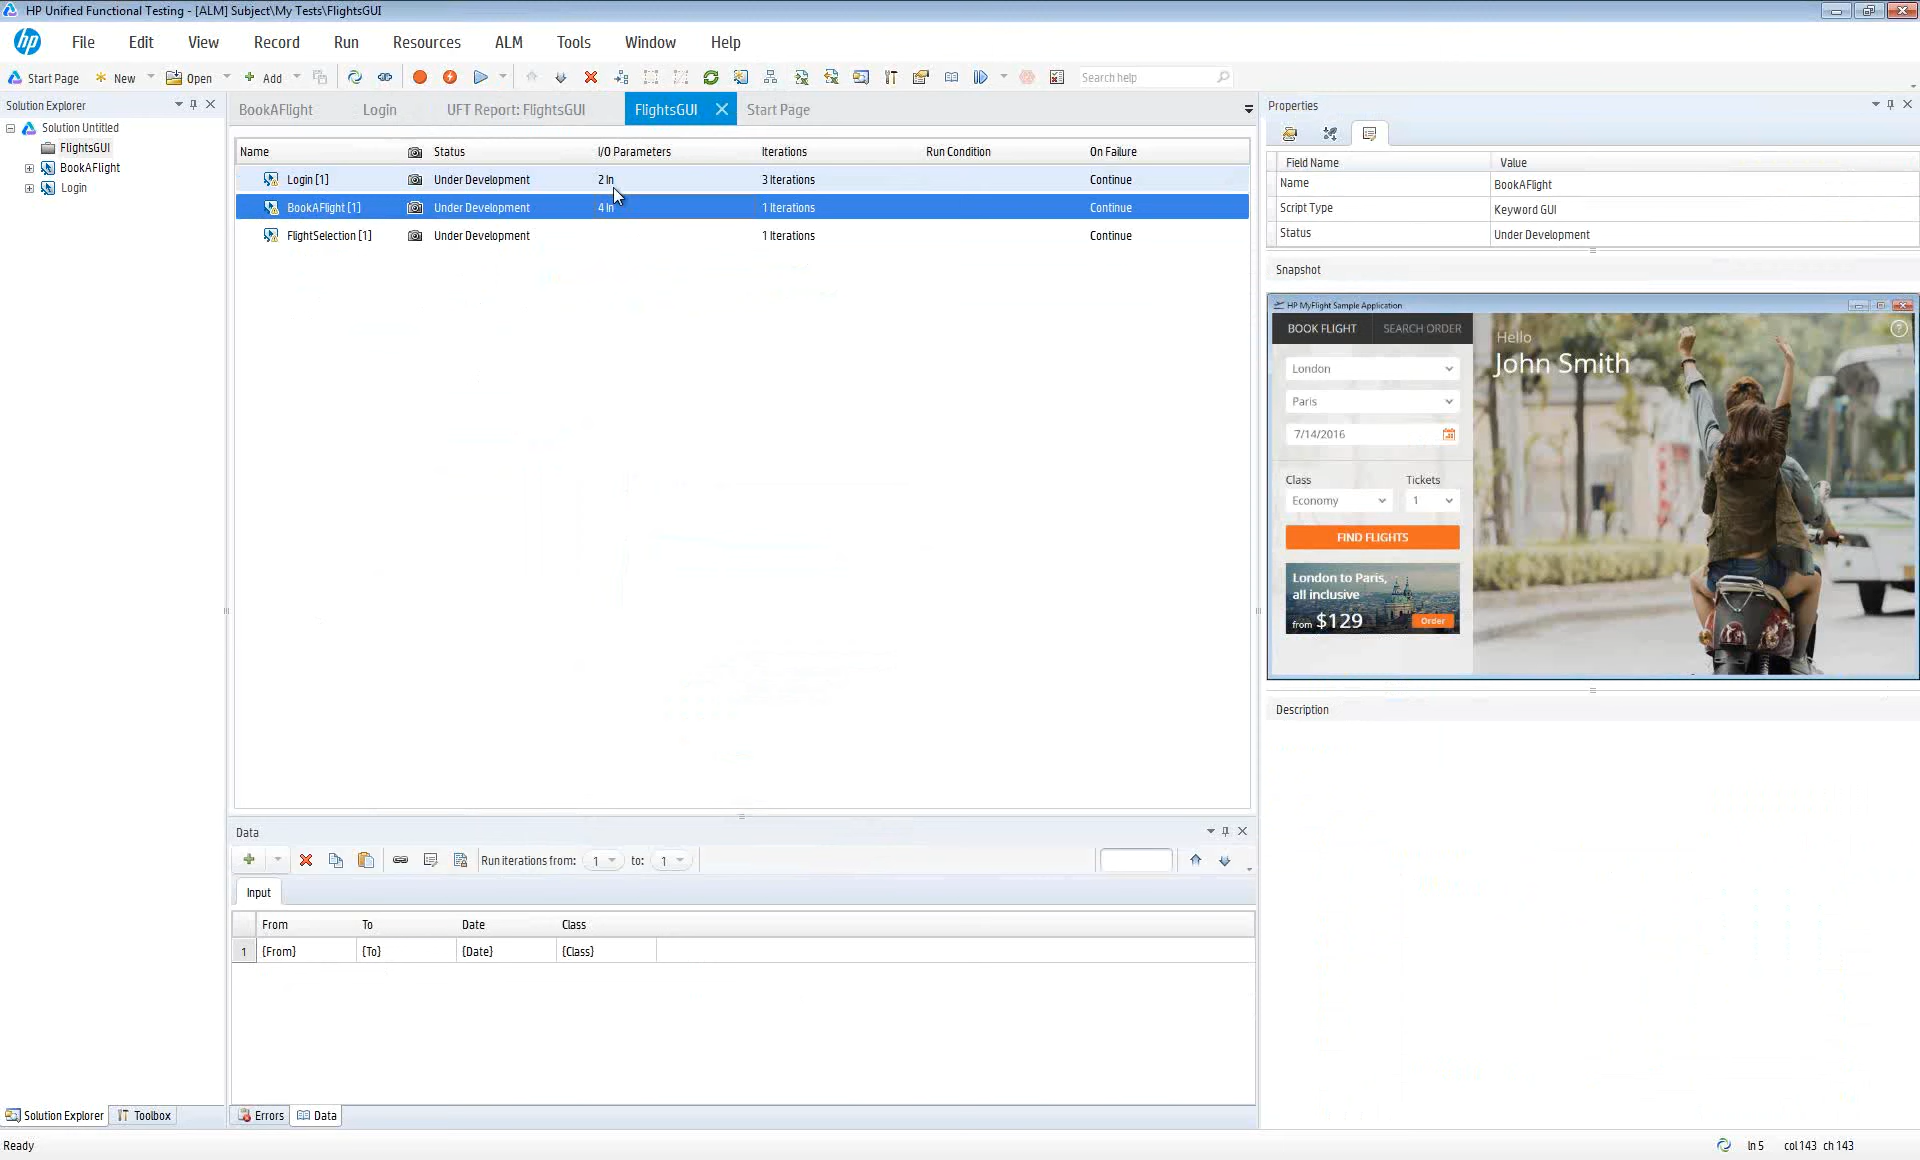 HP Unified Functional Testing - [ALM] Subject\My Tests\FlightsGUI
hp File Edit View Record Run Resources ALM Tools Window Help
Start Page New Open Add Search help
Solution Explorer
Solution Untitled
FlightsGUI
BookAFlight
Login
BookAFlight Login UFT Report: FlightsGUI FlightsGUI Start Page
Name Status I/O Parameters Iterations Run Condition On Failure
Login [1] Under Development 2 In 3 Iterations Continue
BookAFlight [1] Under Development 4 In 1 Iterations Continue
FlightSelection [1] Under Development 1 Iterations Continue
Properties
Field Name Value
Name BookAFlight
Script Type Keyword GUI
Status Under Development
Snapshot
HP MyFlight Sample Application
BOOK FLIGHT SEARCH ORDER
Hello
John Smith
London
Paris
7/14/2016
Class Tickets
Economy 1
FIND FLIGHTS
London to Paris,
all inclusive
from $129 Order
Description
Data
Run iterations from: 1 to: 1
Input
From To Date Class
1 {From} {To} {Date} {Class}
Solution Explorer Toolbox Errors Data
Ready ln 5 col 143 ch 143